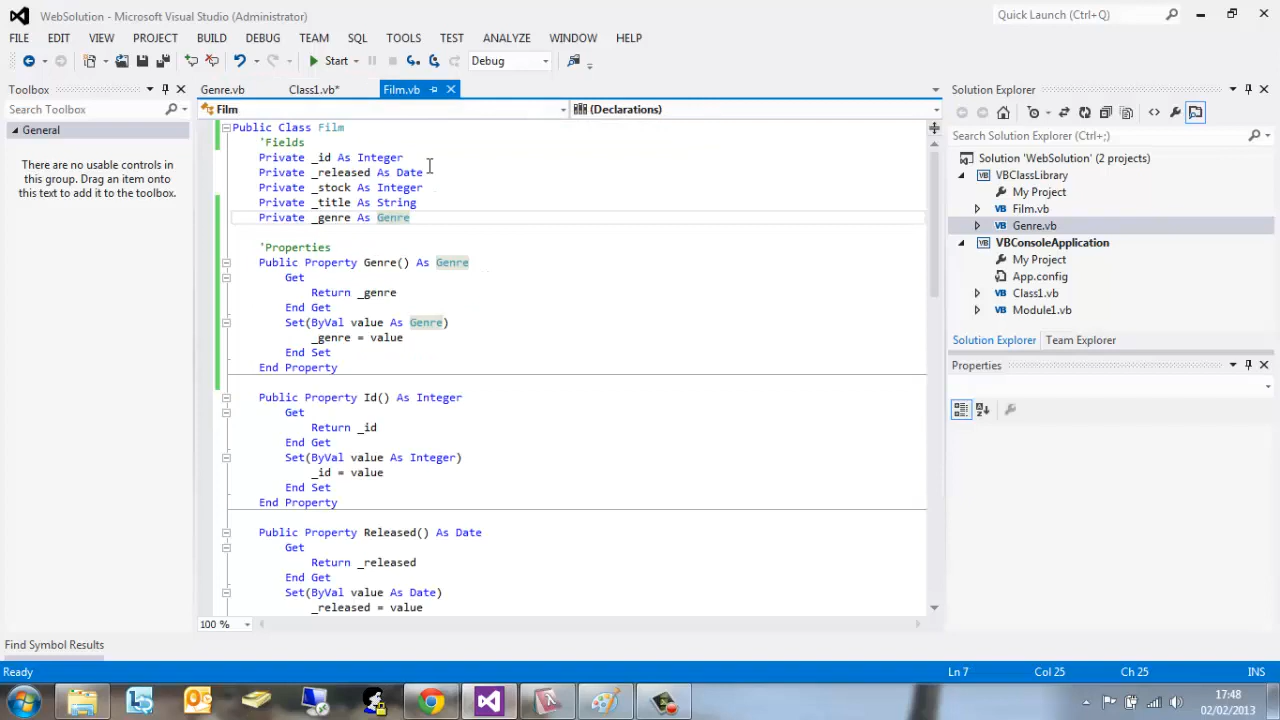 WebSolution - Microsoft Visual Studio (Administrator)
Quick Launch (Ctrl+Q)
FILE EDIT VIEW PROJECT BUILD DEBUG TEAM SQL TOOLS TEST ANALYZE WINDOW HELP
Start Debug
Toolbox
Search Toolbox
General
There are no usable controls in
this group. Drag an item onto
this text to add it to the toolbox.
Genre.vb Class1.vb* Film.vb
Film (Declarations)
Public Class Film
'Fields
Private _id As Integer
Private _released As Date
Private _stock As Integer
Private _title As String
Private _genre As Genre
'Properties
Public Property Genre() As Genre
Get
Return _genre
End Get
Set(ByVal value As Genre)
_genre = value
End Set
End Property
Public Property Id() As Integer
Get
Return _id
End Get
Set(ByVal value As Integer)
_id = value
End Set
End Property
Public Property Released() As Date
Get
Return _released
End Get
Set(ByVal value As Date)
_released = value
100 %
Solution Explorer
Search Solution Explorer (Ctrl+;)
Solution 'WebSolution' (2 projects)
VBClassLibrary
My Project
Film.vb
Genre.vb
VBConsoleApplication
My Project
App.config
Class1.vb
Module1.vb
Solution Explorer Team Explorer
Properties
Find Symbol Results
Ready Ln 7 Col 25 Ch 25 INS
17:48
02/02/2013